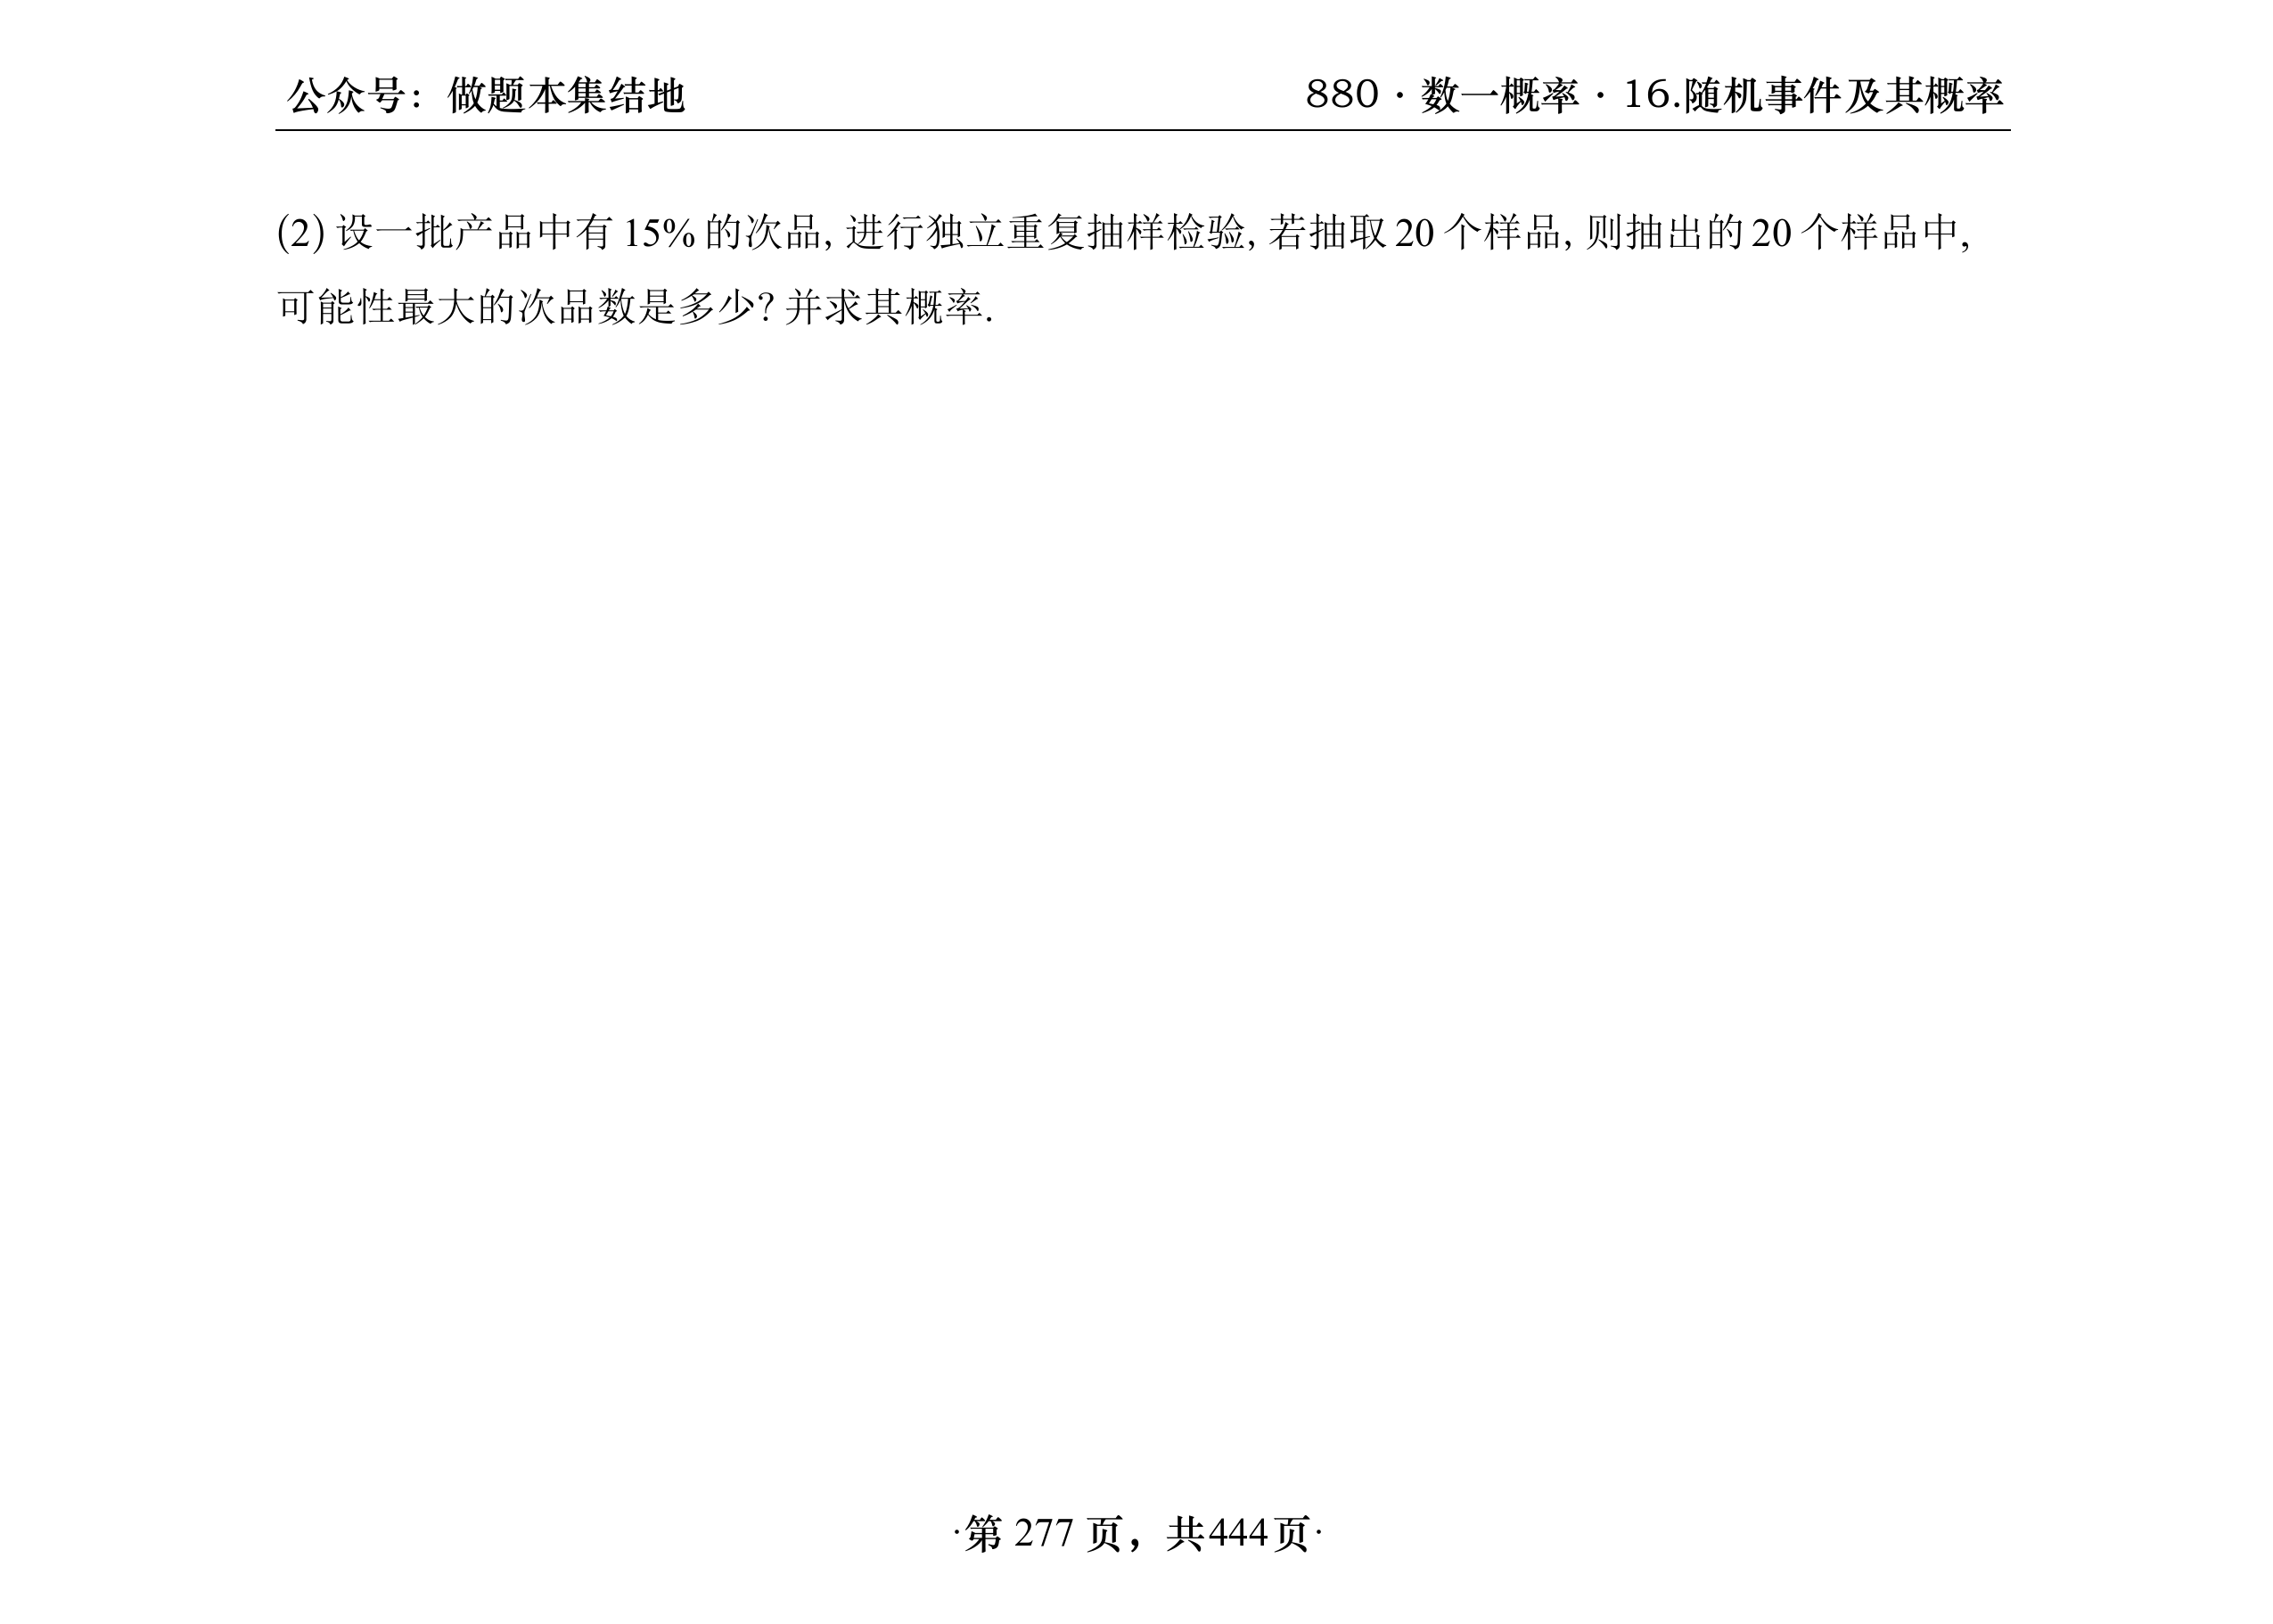 公众号：做题本集结地
880 · 数一概率 · 16.随机事件及其概率
(2) 设一批产品中有 15% 的次品, 进行独立重复抽样检验, 若抽取 20 个样品, 则抽出的 20 个样品中,
可能性最大的次品数是多少? 并求其概率.
·第 277 页，共444页·